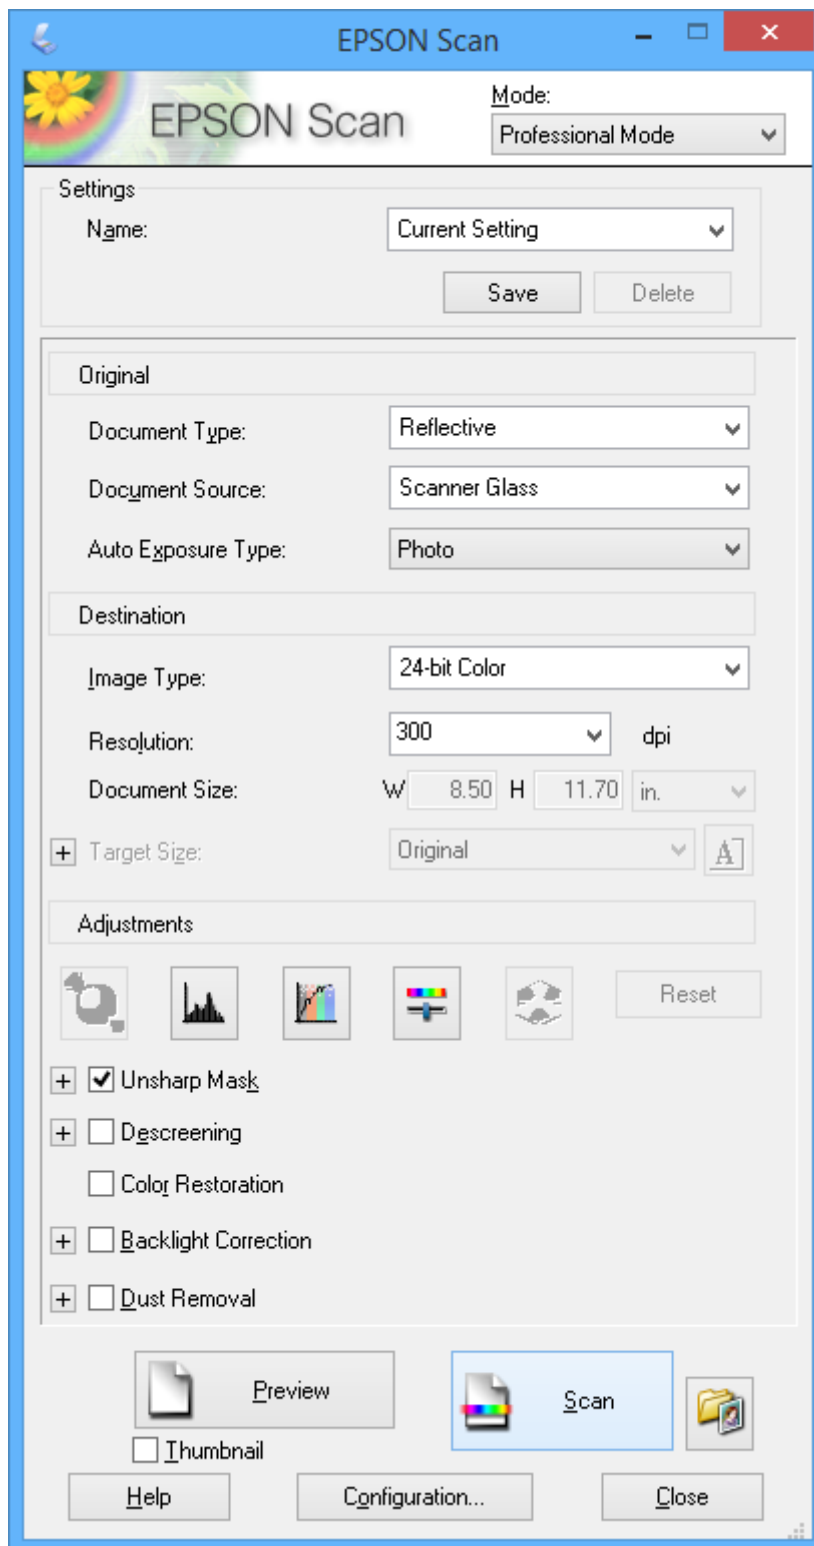 EPSON Scan
EPSON Scan
Mode:
Professional Mode
Settings
Name: Current Setting
Save Delete
Original
Document Type: Reflective
Document Source: Scanner Glass
Auto Exposure Type: Photo
Destination
Image Type: 24-bit Color
Resolution: 300 dpi
Document Size: W 8.50 H 11.70 in.
+ Target Size: Original A
Adjustments
Reset
+ Unsharp Mask
+ Descreening
Color Restoration
+ Backlight Correction
+ Dust Removal
Preview Scan
Thumbnail
Help Configuration... Close